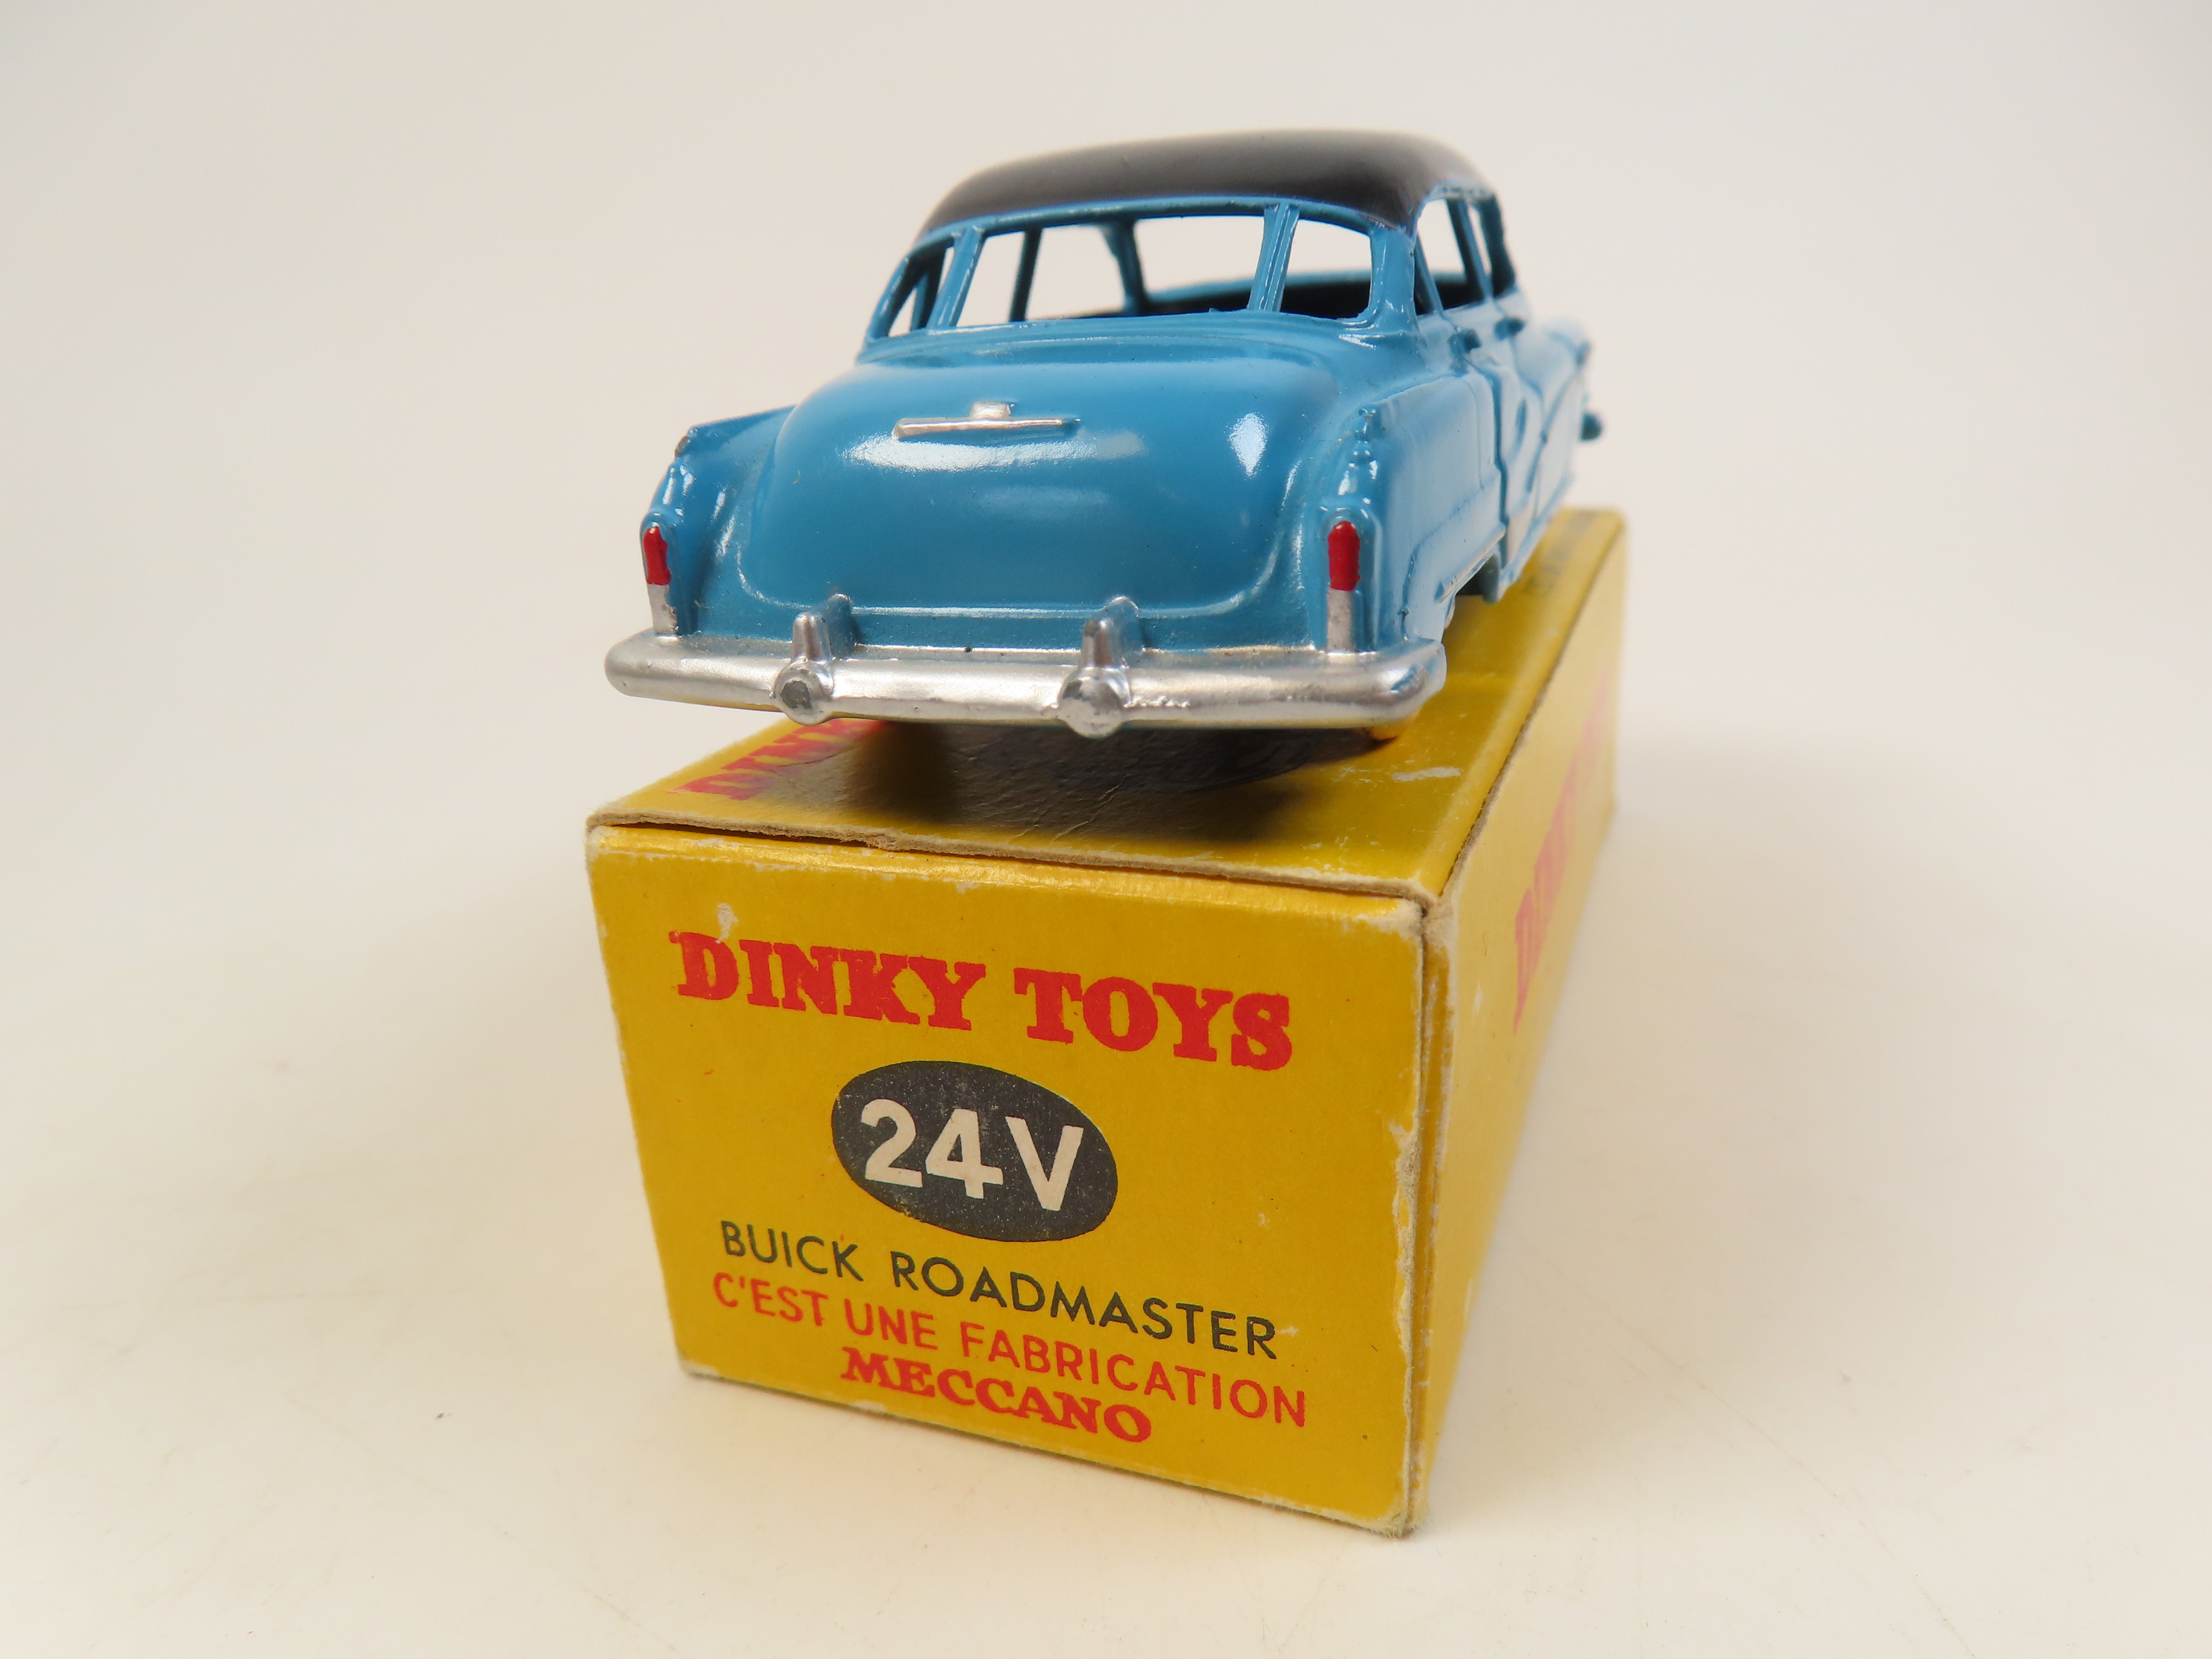 DINKY TOYS
24V
BUICK ROADMASTER
C'EST UNE FABRICATION
MECCANO